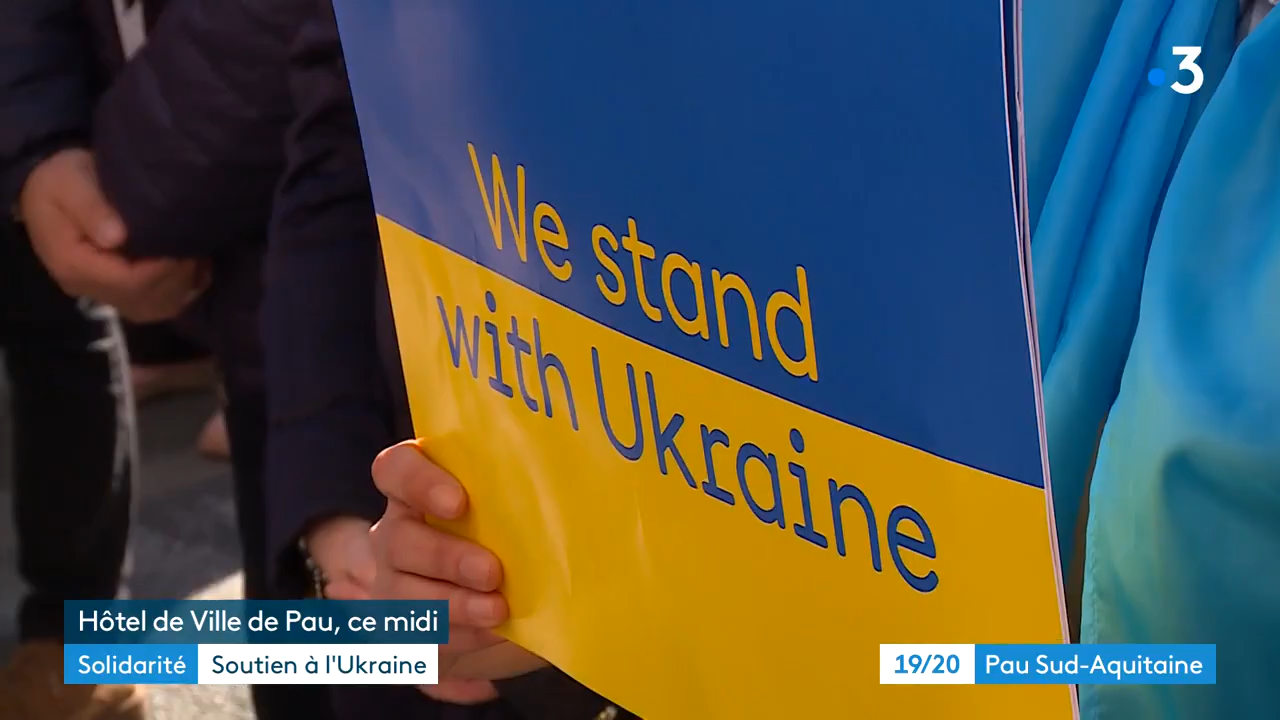 3
We stand
with Ukraine
Hôtel de Ville de Pau, ce midi
Solidarité Soutien à l'Ukraine
19/20 Pau Sud-Aquitaine